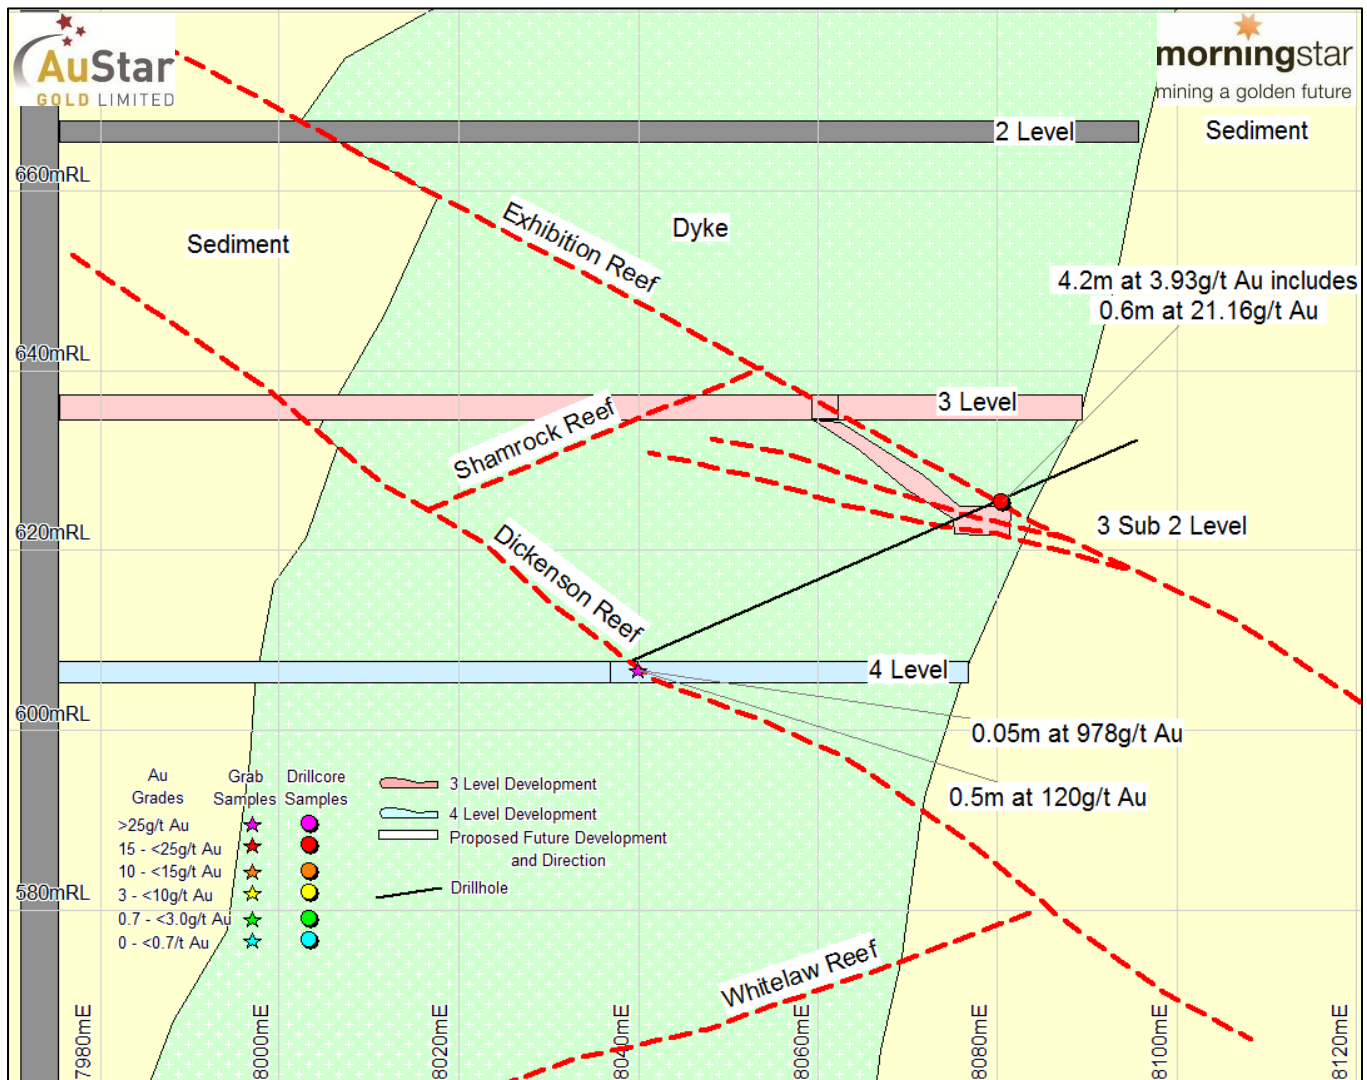 AuStar
GOLD LIMITED
morningstar
mining a golden future
2 Level
Sediment
660mRL
Exhibition Reef
Dyke
Sediment
4.2m at 3.93g/t Au includes
0.6m at 21.16g/t Au
640mRL
3 Level
Shamrock Reef
620mRL
3 Sub 2 Level
Dickenson Reef
4 Level
600mRL
0.05m at 978g/t Au
0.5m at 120g/t Au
Au
Grades
Grab
Samples
Drillcore
Samples
>25g/t Au
15 - <25g/t Au
10 - <15g/t Au
3 - <10g/t Au
0.7 - <3.0g/t Au
0 - <0.7/t Au
3 Level Development
4 Level Development
Proposed Future Development
and Direction
Drillhole
580mRL
Whitelaw Reef
7980mE
8000mE
8020mE
8040mE
8060mE
8080mE
8100mE
8120mE